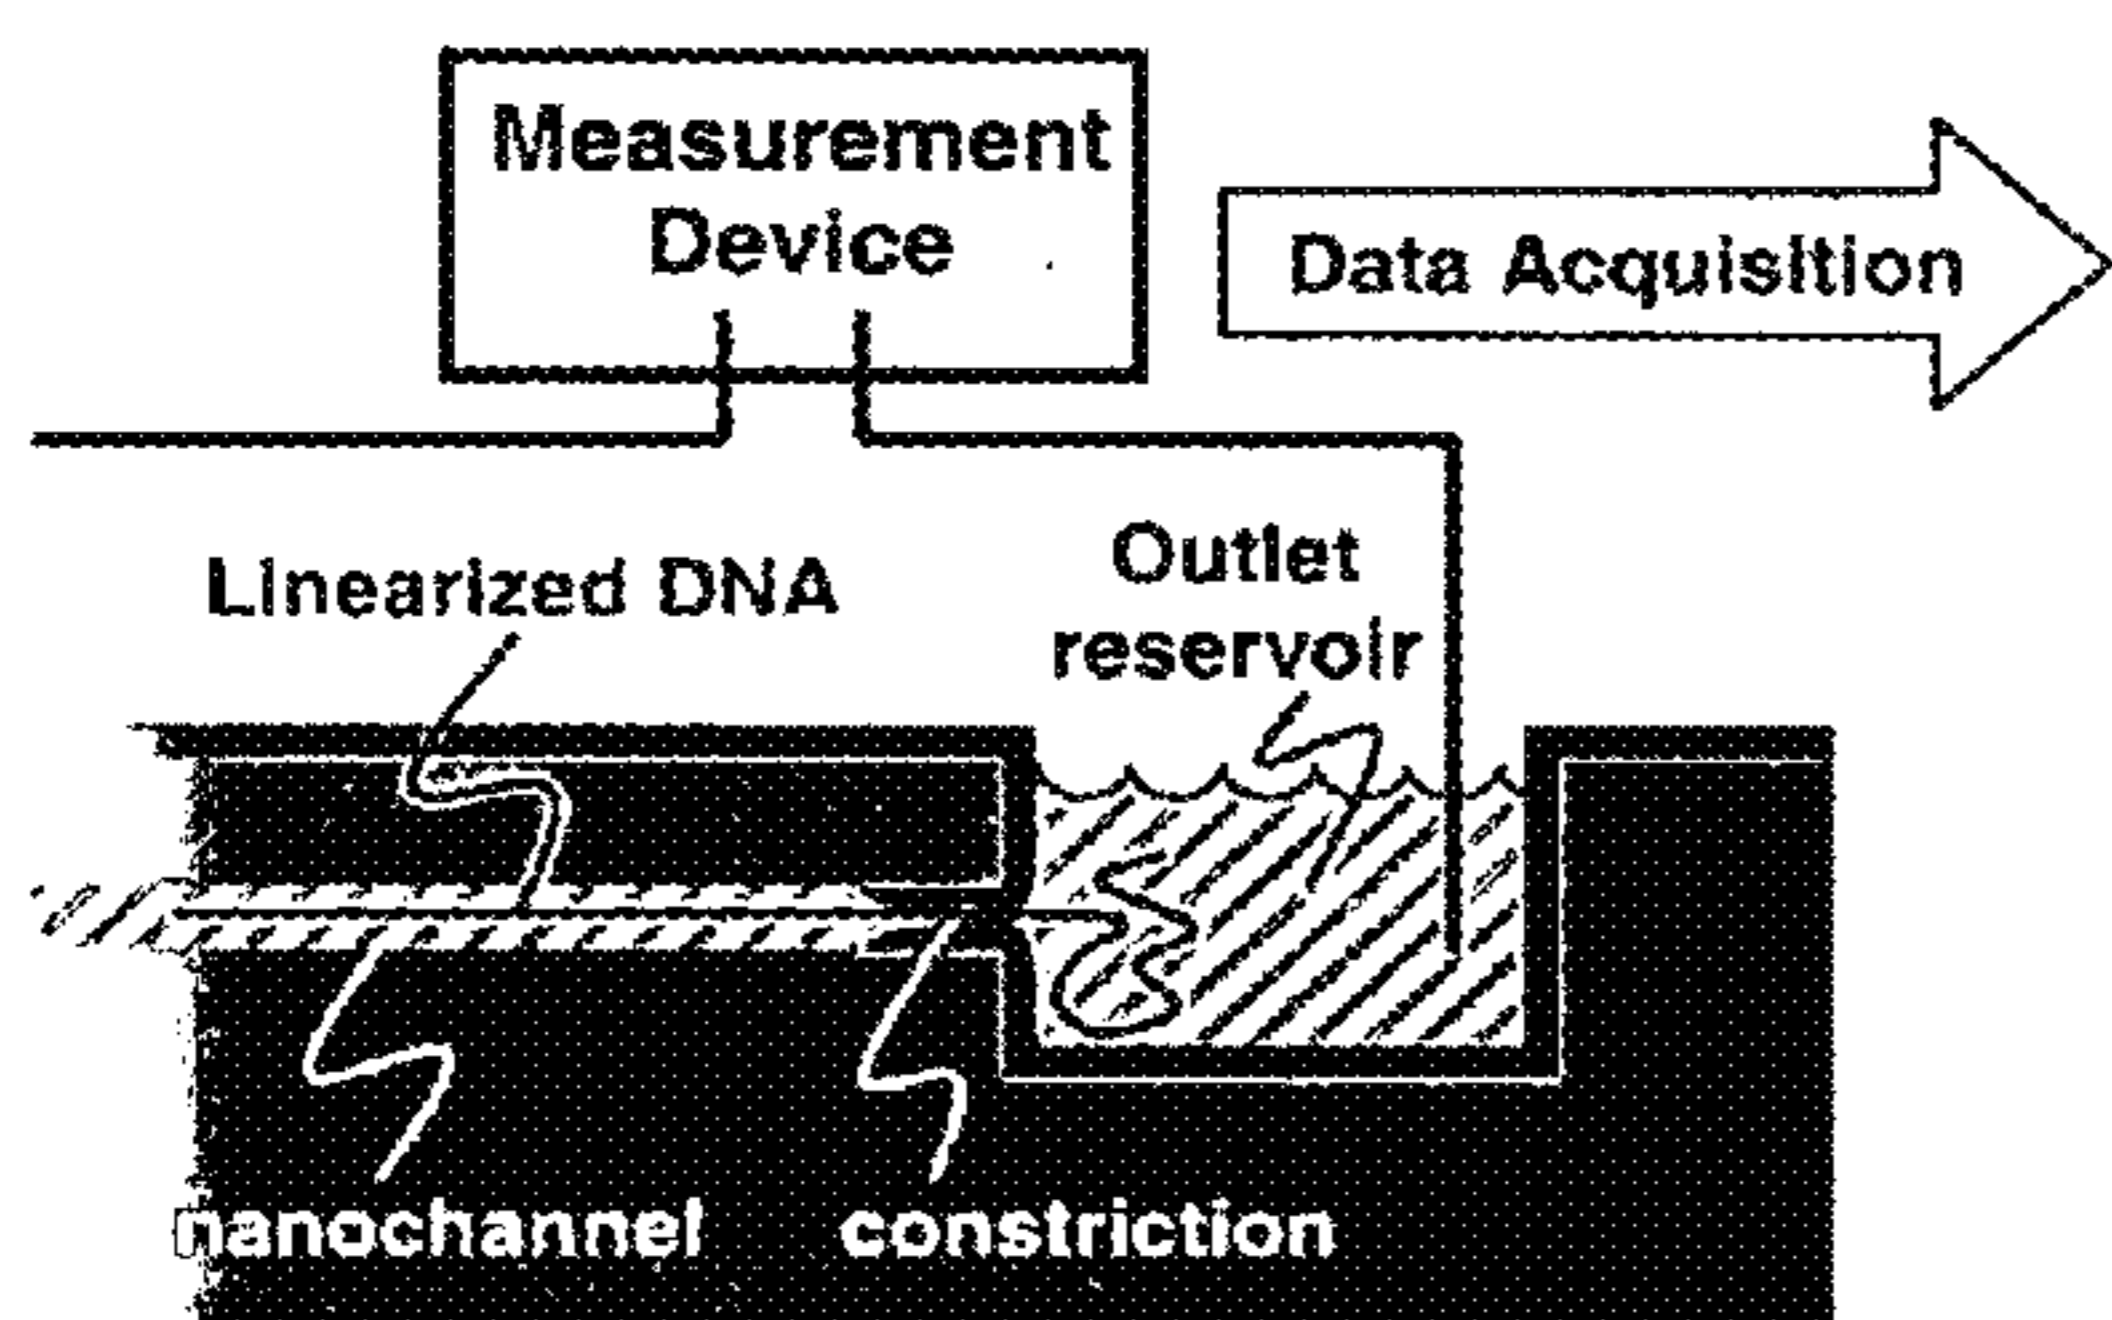 Measurement
Device
Data Acquisition
Linearized DNA
Outlet
reservoir
nanochannel
constriction